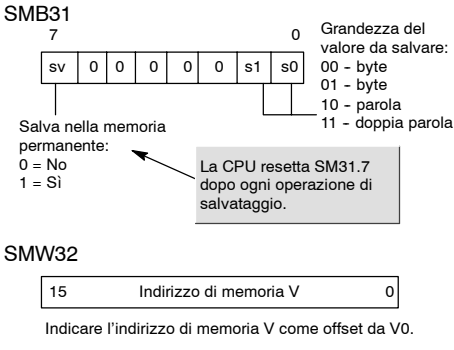 SMB31
7 0
sv 0 0 0 0 0 s1 s0
Grandezza del
valore da salvare:
00 - byte
01 - byte
10 - parola
11 - doppia parola
Salva nella memoria
permanente:
0 = No
1 = Sì
La CPU resetta SM31.7
dopo ogni operazione di
salvataggio.
SMW32
15 Indirizzo di memoria V 0
Indicare l'indirizzo di memoria V come offset da V0.